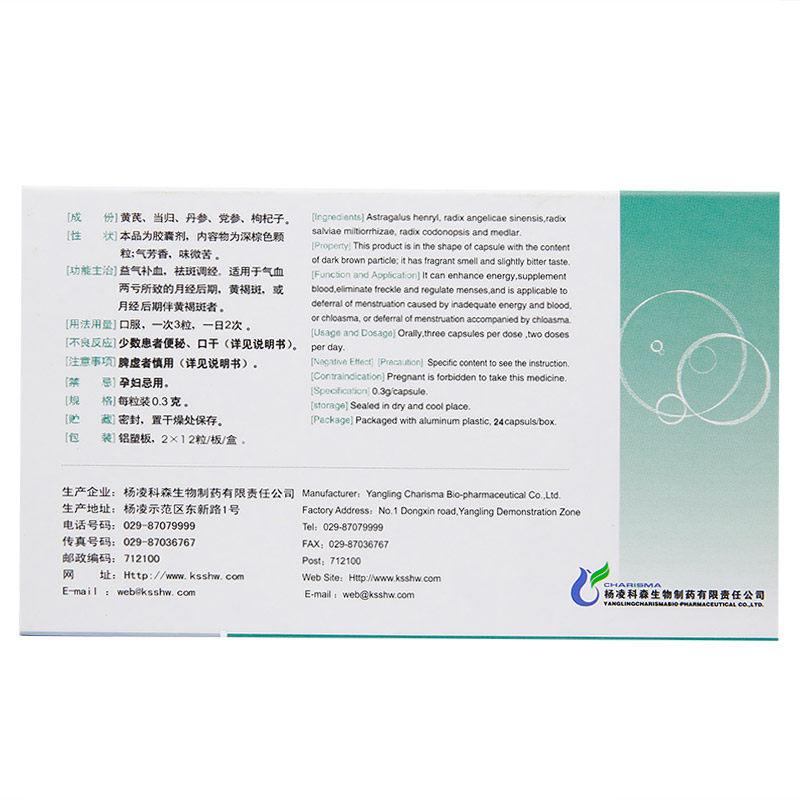 [成 份] 黄芪、当归、丹参、党参、枸杞子。
[性 状] 本品为胶囊剂，内容物为深棕色颗
粒;气芳香，味微苦。
[功能主治] 益气补血，祛斑调经。适用于气血
两亏所致的月经后期，黄褐斑，或
月经后期伴黄褐斑者。
[用法用量] 口服，一次3粒，一日2次。
[不良反应] 少数患者便秘、口干（详见说明书）。
[注意事项] 脾虚者慎用（详见说明书）。
[禁 忌] 孕妇忌用。
[规 格] 每粒装0.3克。
[贮 藏] 密封，置干燥处保存。
[包 装] 铝塑板，2×12粒/板/盒。
[Ingredients] Astragalus henryl, radix angelicae sinensis,radix
salviae miltiorrhizae, radix codonopsis and medlar.
[Property] This product is in the shape of capsule with the content
of dark brown particle; it has fragrant smell and slightly bitter taste.
[Function and Application] It can enhance energy,supplement
blood,eliminate freckle and regulate menses,and is applicable to
deferral of menstruation caused by inadequate energy and blood,
or chloasma, or deferral of menstruation accompanied by chloasma.
[Usage and Dosage] Orally,three capsules per dose ,two doses
per day.
[Negative Effect] [Precaution] Specific content to see the instruction.
[Contraindication] Pregnant is forbidden to take this medicine.
[Specification] 0.3g/capsule.
[storage] Sealed in dry and cool place.
[Package] Packaged with aluminum plastic, 24capsuls/box.
生产企业：杨凌科森生物制药有限责任公司
生产地址：杨凌示范区东新路1号
电话号码：029-87079999
传真号码：029-87036767
邮政编码：712100
网 址：Http://www.ksshw.com
E-mail ：web@ksshw.com
Manufacturer: Yangling Charisma Bio-pharmaceutical Co.,Ltd.
Factory Address: No.1 Dongxin road,Yangling Demonstration Zone
Tel: 029-87079999
FAX: 029-87036767
Post: 712100
Web Site: Http://www.ksshw.com
E-mail : web@ksshw.com
CHARISMA
杨凌科森生物制药有限责任公司
YANGLINGCHARISMABIO-PHARMACEUTICAL CO.,LTD.